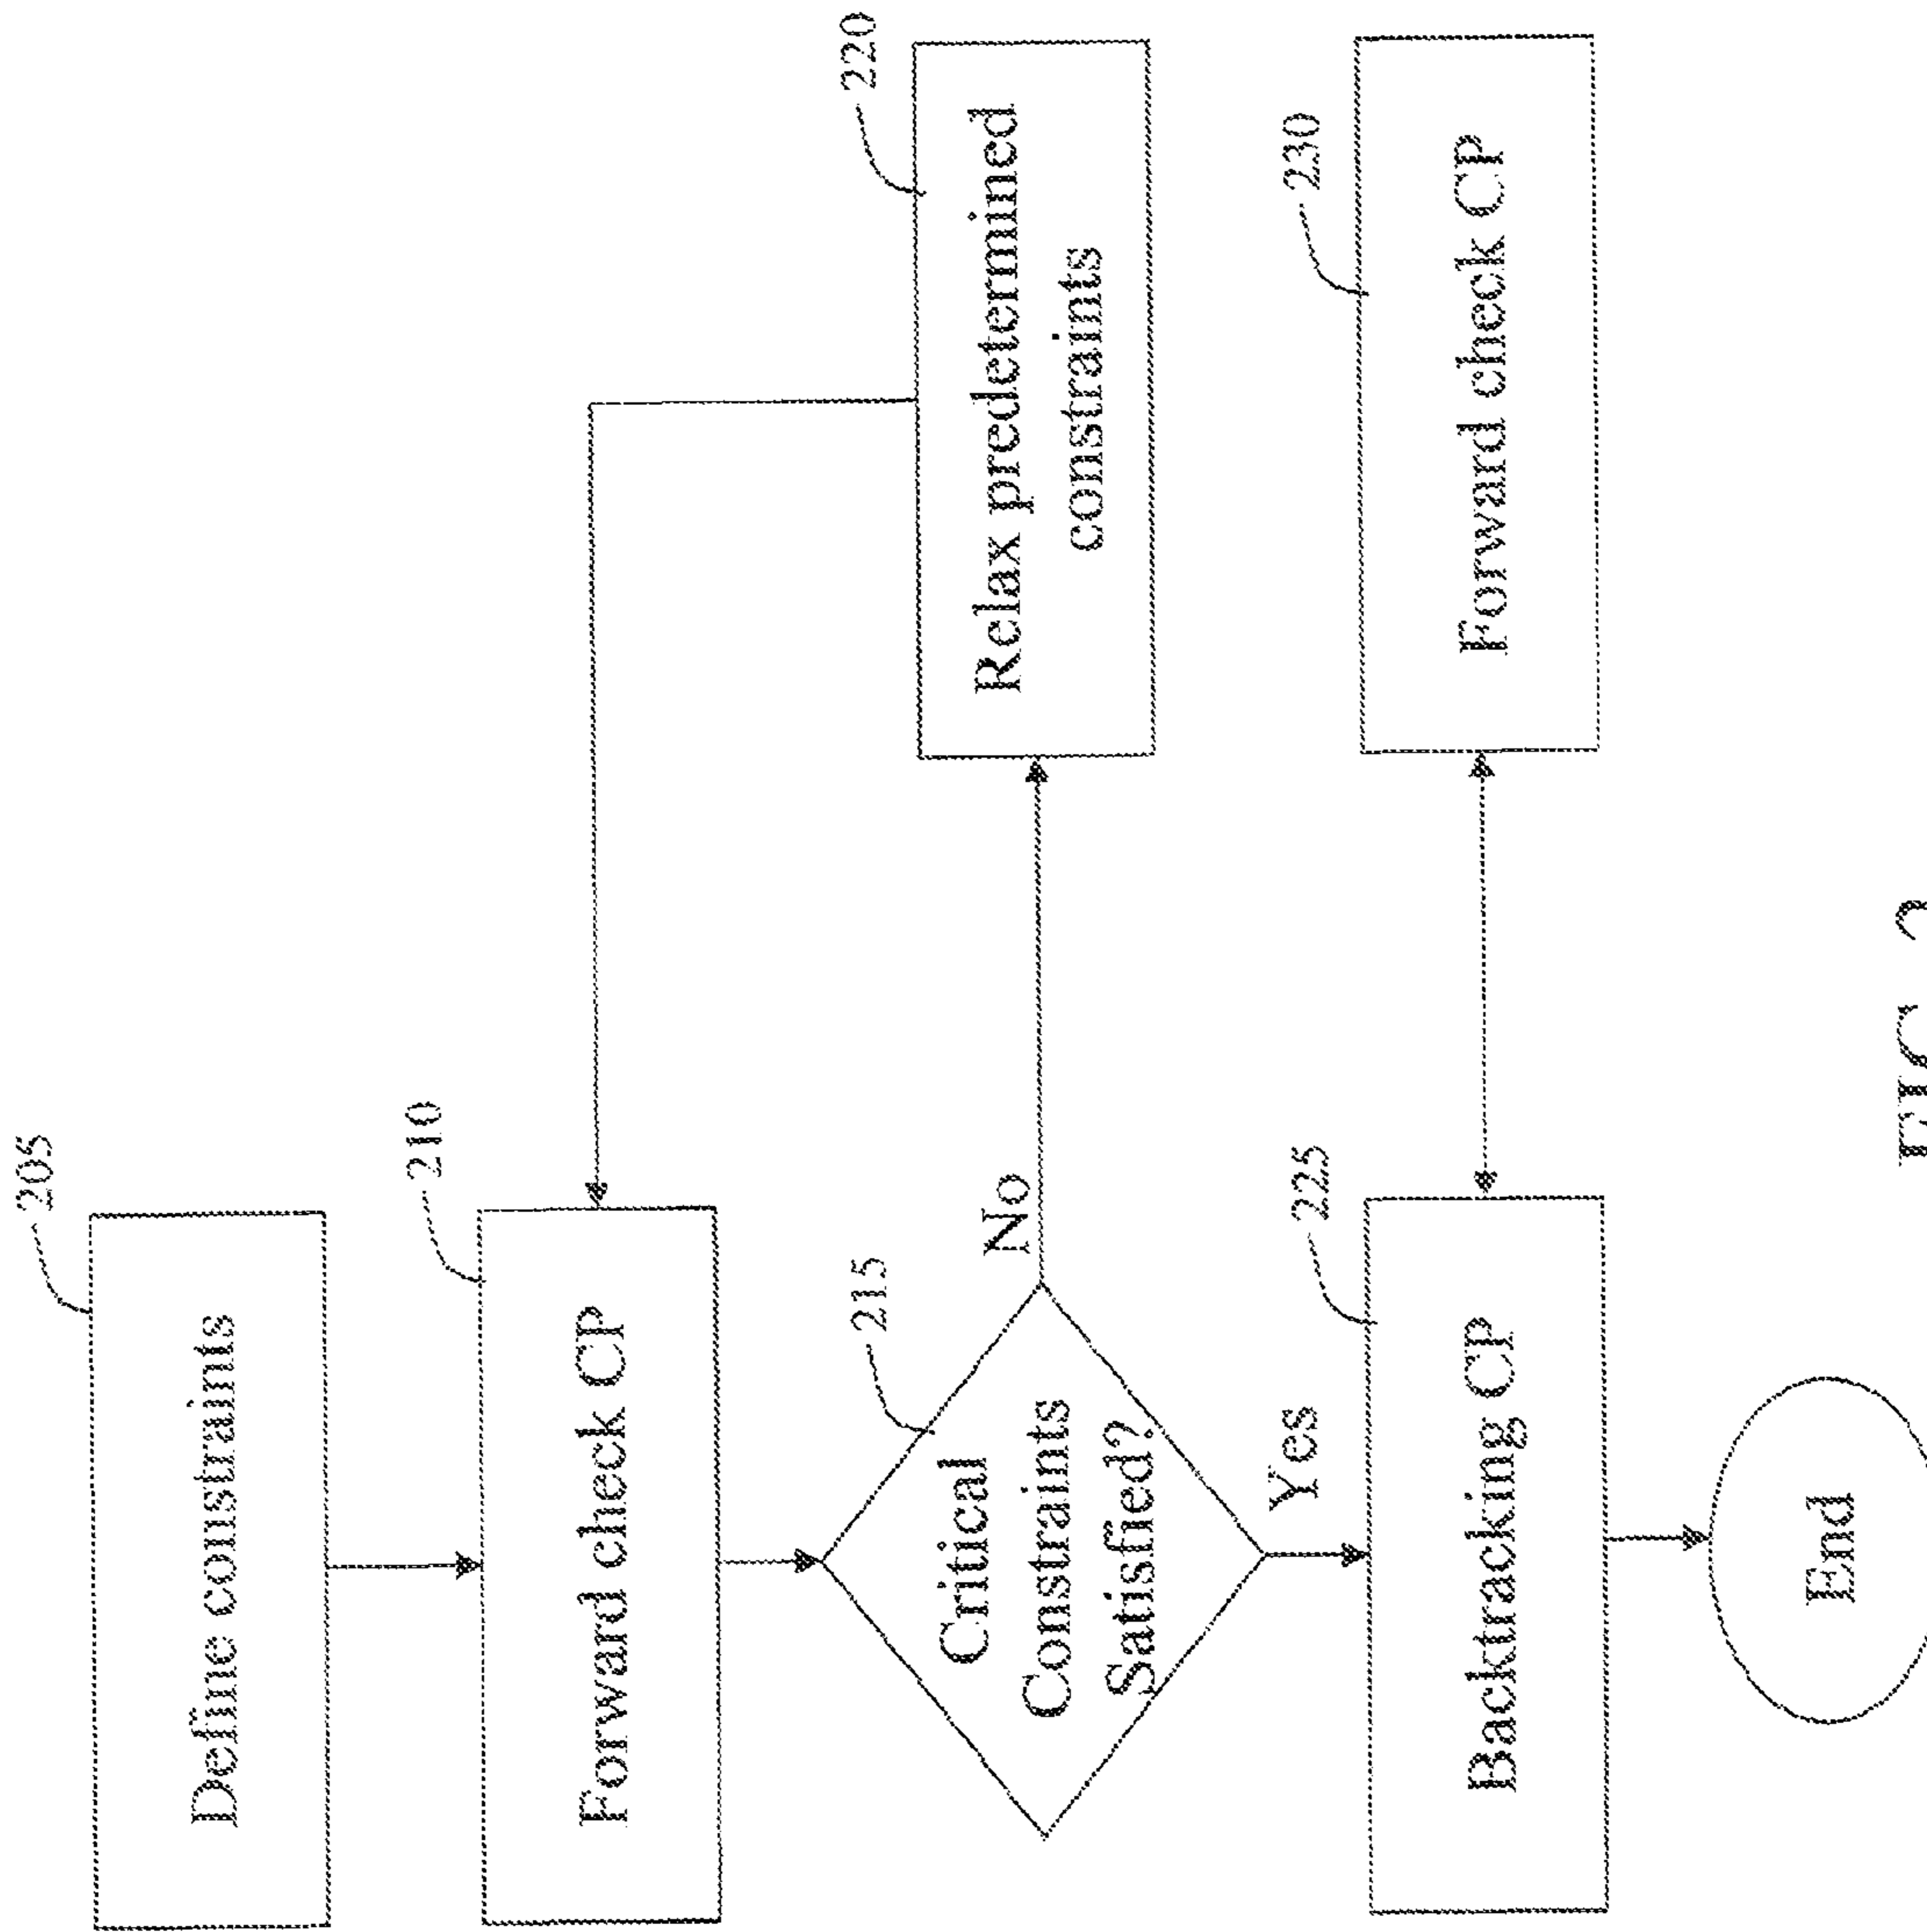 205
Define constraints
210
Forward check CP
215
Critical
Constraints
Satisfied?
No
220
Relax predetermined
constraints
Yes
225
Backtracking CP
230
Forward check CP
End